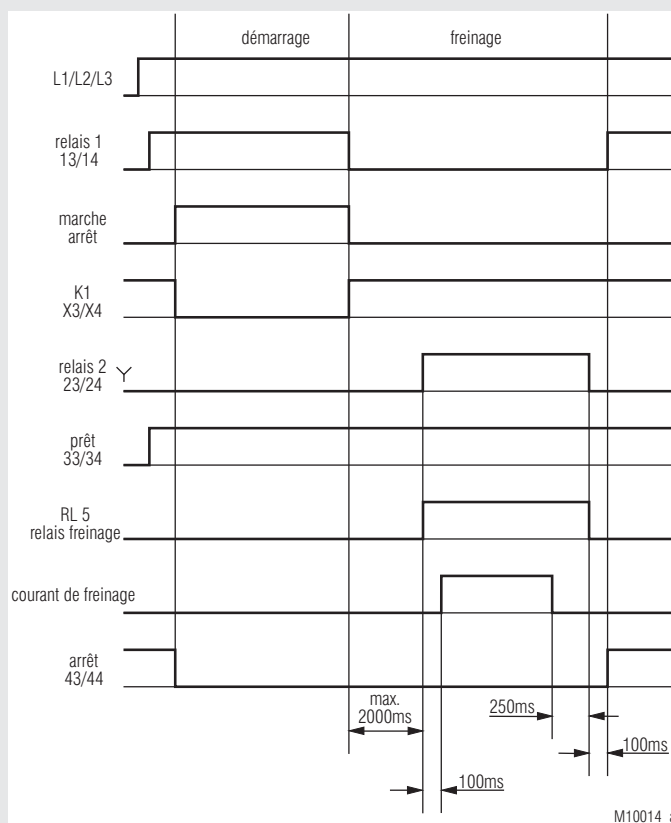 démarrage
freinage
L1/L2/L3
relais 1
13/14
marche
arrêt
K1
X3/X4
relais 2
23/24
prêt
33/34
RL 5
relais freinage
courant de freinage
arrêt
43/44
max.
2000ms
250ms
100ms
100ms
M10014